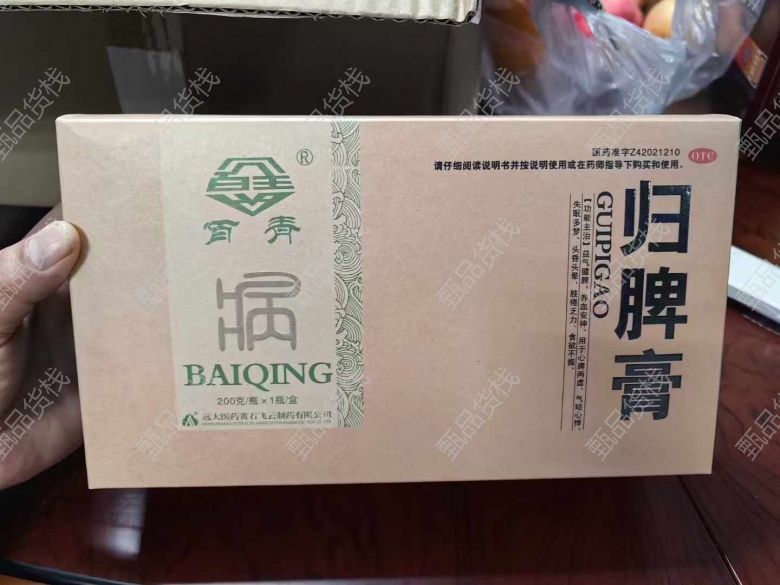 国药准字Z42021210
OTC
请仔细阅读说明书并按说明使用或在药师指导下购买和使用。
百青
®
BAIQING
200克/瓶×1瓶/盒
远大医药黄石飞云制药有限公司
归脾膏
GUIPIGAO
【功能主治】益气健脾，养血安神。用于心脾两虚，气短心悸，
失眠多梦，头昏头晕，肢倦乏力，食欲不振。
甄品货栈